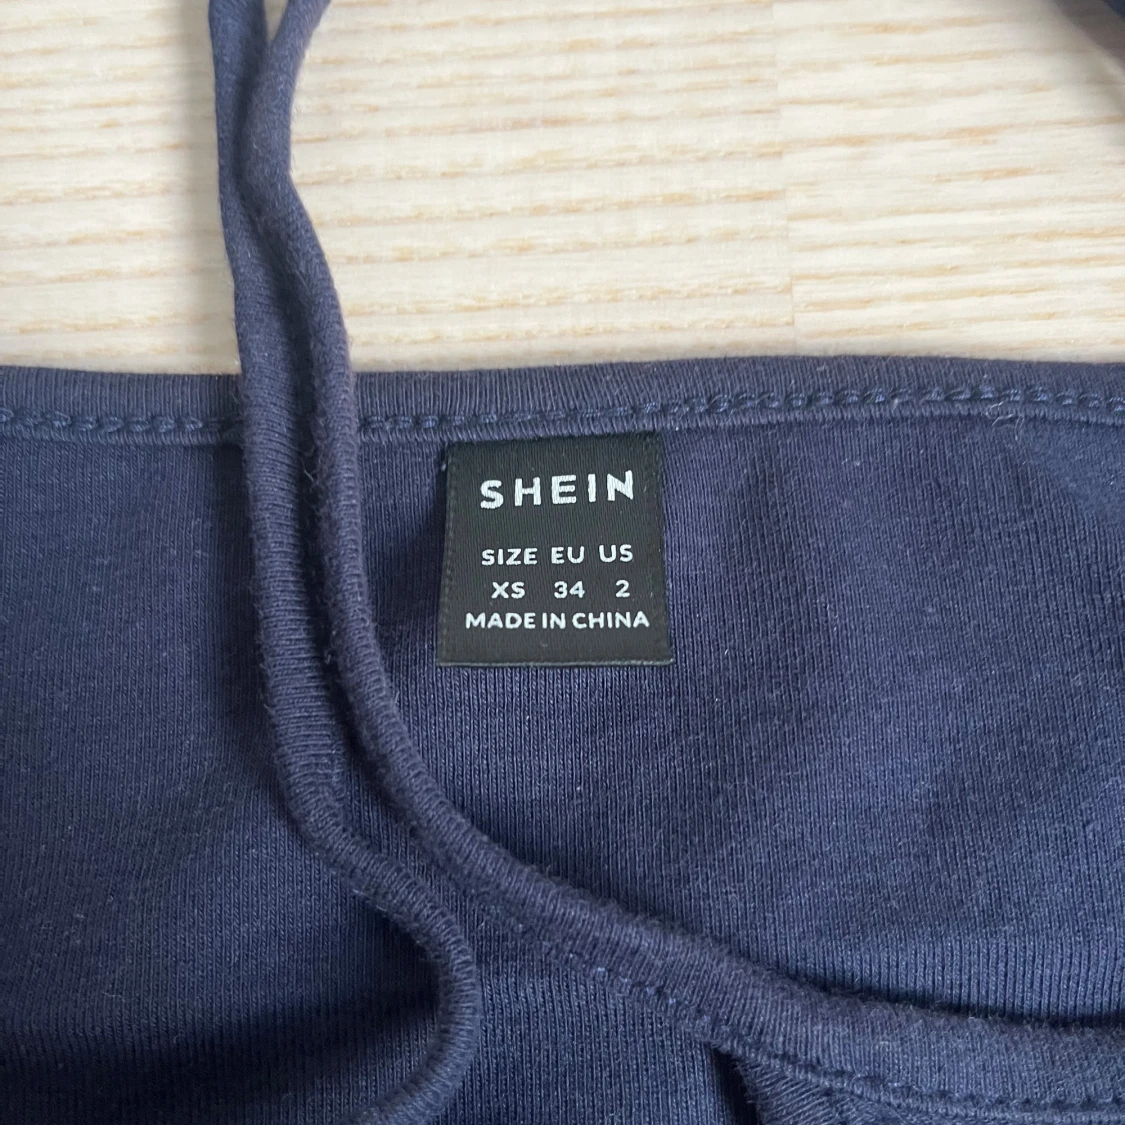 SHEIN
SIZE EU US
XS 34 2
MADE IN CHINA